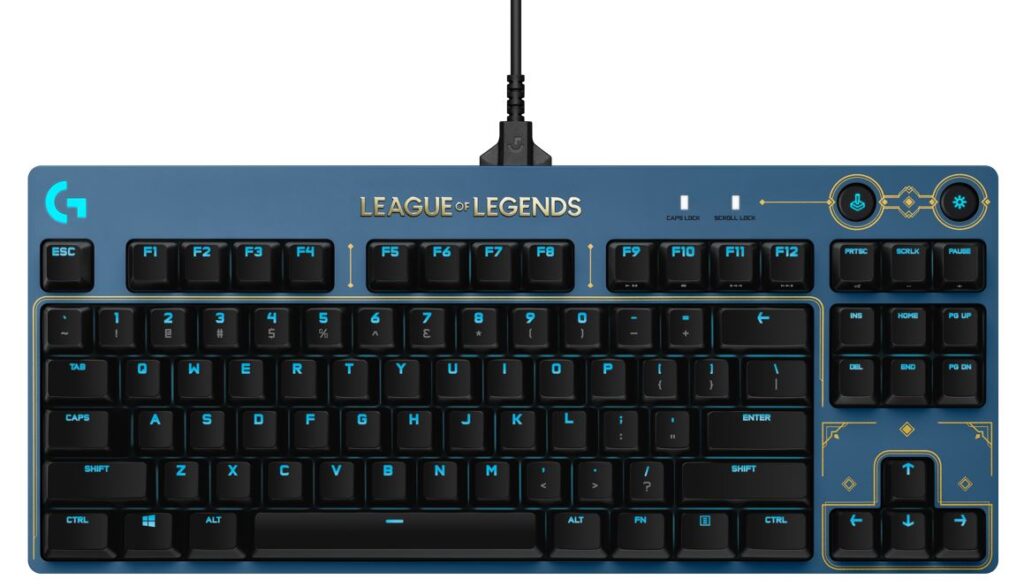 LEAGUE OF LEGENDS
CAPS LOCK SCROLL LOCK
ESC F1 F2 F3 F4 F5 F6 F7 F8 F9 F10 F11 F12 PRTSC SCRLK PAUSE
` 1 2 3 4 5 6 7 8 9 0 - = ← INS HOME PG UP
~ ! @ # $ % ^ & * ( ) _ +
TAB Q W E R T Y U I O P [ ] \ DEL END PG DN
{ } |
CAPS A S D F G H J K L ; ' ENTER
: "
SHIFT Z X C V B N M , . / SHIFT ↑
< > ?
CTRL ALT ALT FN CTRL ← ↓ →